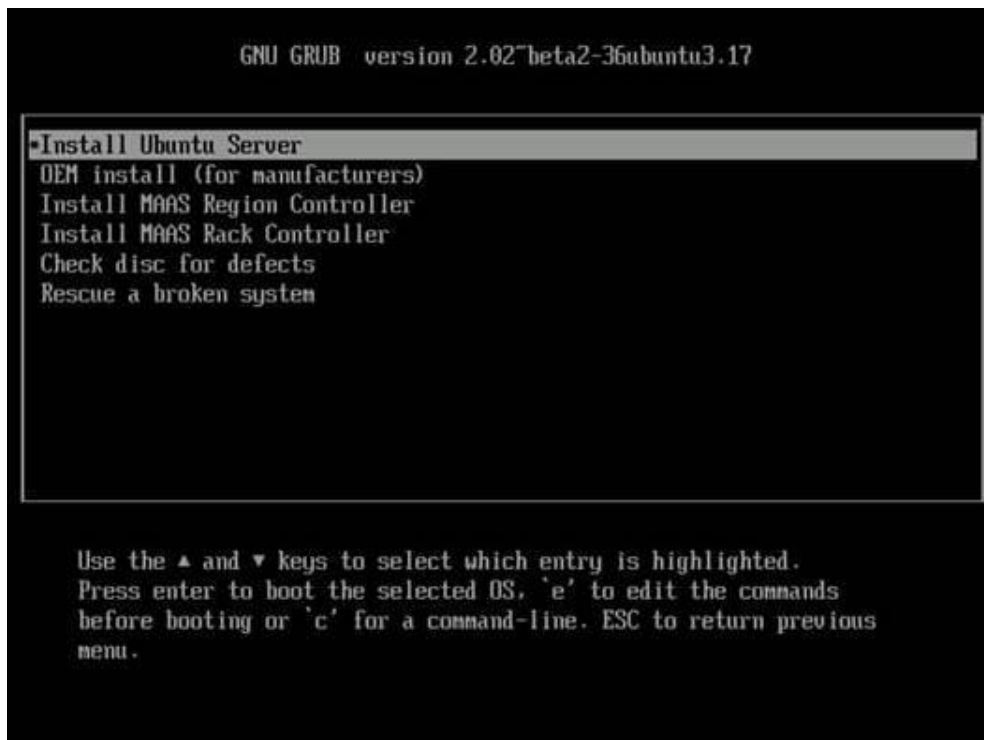 GNU GRUB version 2.02~beta2-36ubuntu3.17
*Install Ubuntu Server
OEM install (for manufacturers)
Install MAAS Region Controller
Install MAAS Rack Controller
Check disc for defects
Rescue a broken system
Use the ▲ and ▼ keys to select which entry is highlighted.
Press enter to boot the selected OS, `e' to edit the commands
before booting or `c' for a command-line. ESC to return previous
menu.